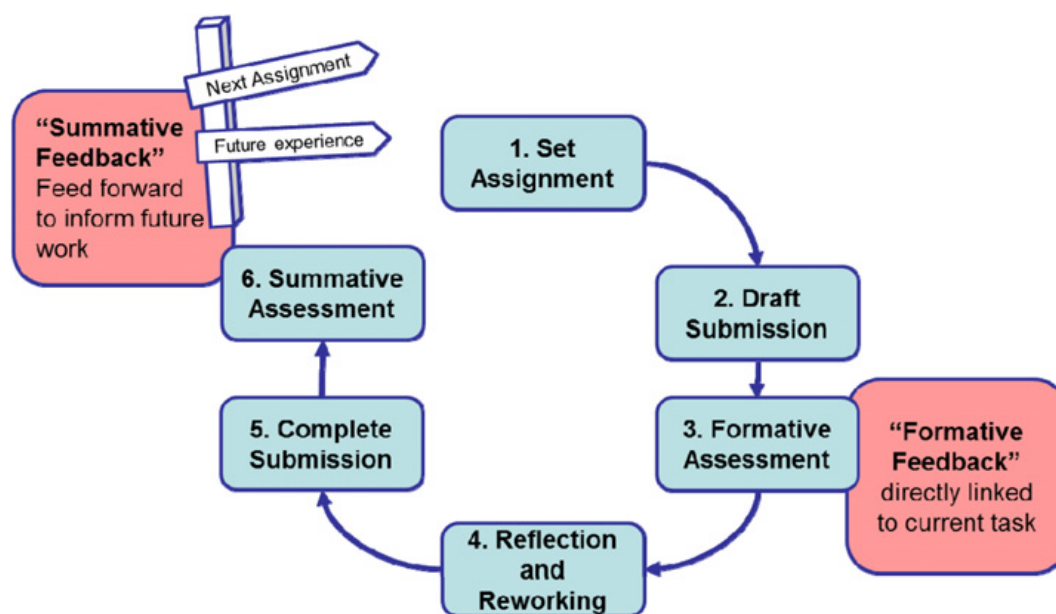 Next Assignment
Future experience
“Summative
Feedback”
Feed forward
to inform future
work
1. Set
Assignment
2. Draft
Submission
3. Formative
Assessment
“Formative
Feedback”
directly linked
to current task
4. Reflection
and
Reworking
5. Complete
Submission
6. Summative
Assessment